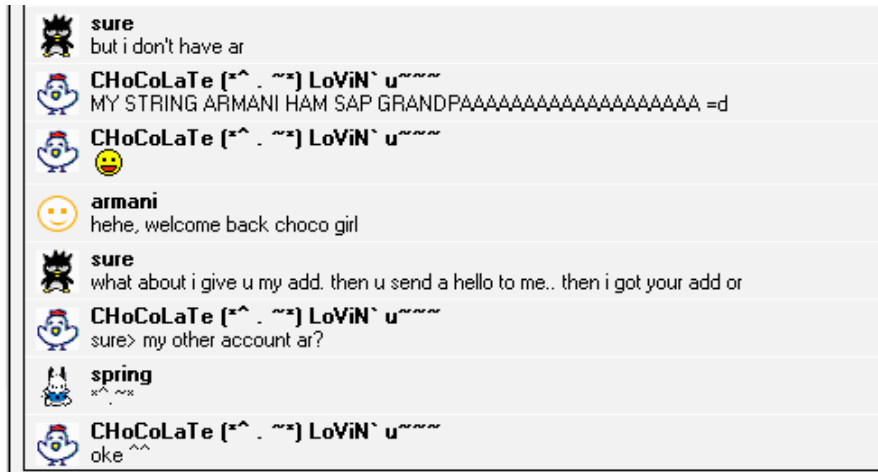 sure
but i don't have ar
CHoCoLaTe (*^ . ~*) LoViN` u~~~
MY STRING ARMANI HAM SAP GRANDPAAAAAAAAAAAAAAAAAAAA =d
CHoCoLaTe (*^ . ~*) LoViN` u~~~
armani
hehe, welcome back choco girl
sure
what about i give u my add. then u send a hello to me.. then i got your add or
CHoCoLaTe (*^ . ~*) LoViN` u~~~
sure> my other account ar?
spring
*^.~*
CHoCoLaTe (*^ . ~*) LoViN` u~~~
oke ^^